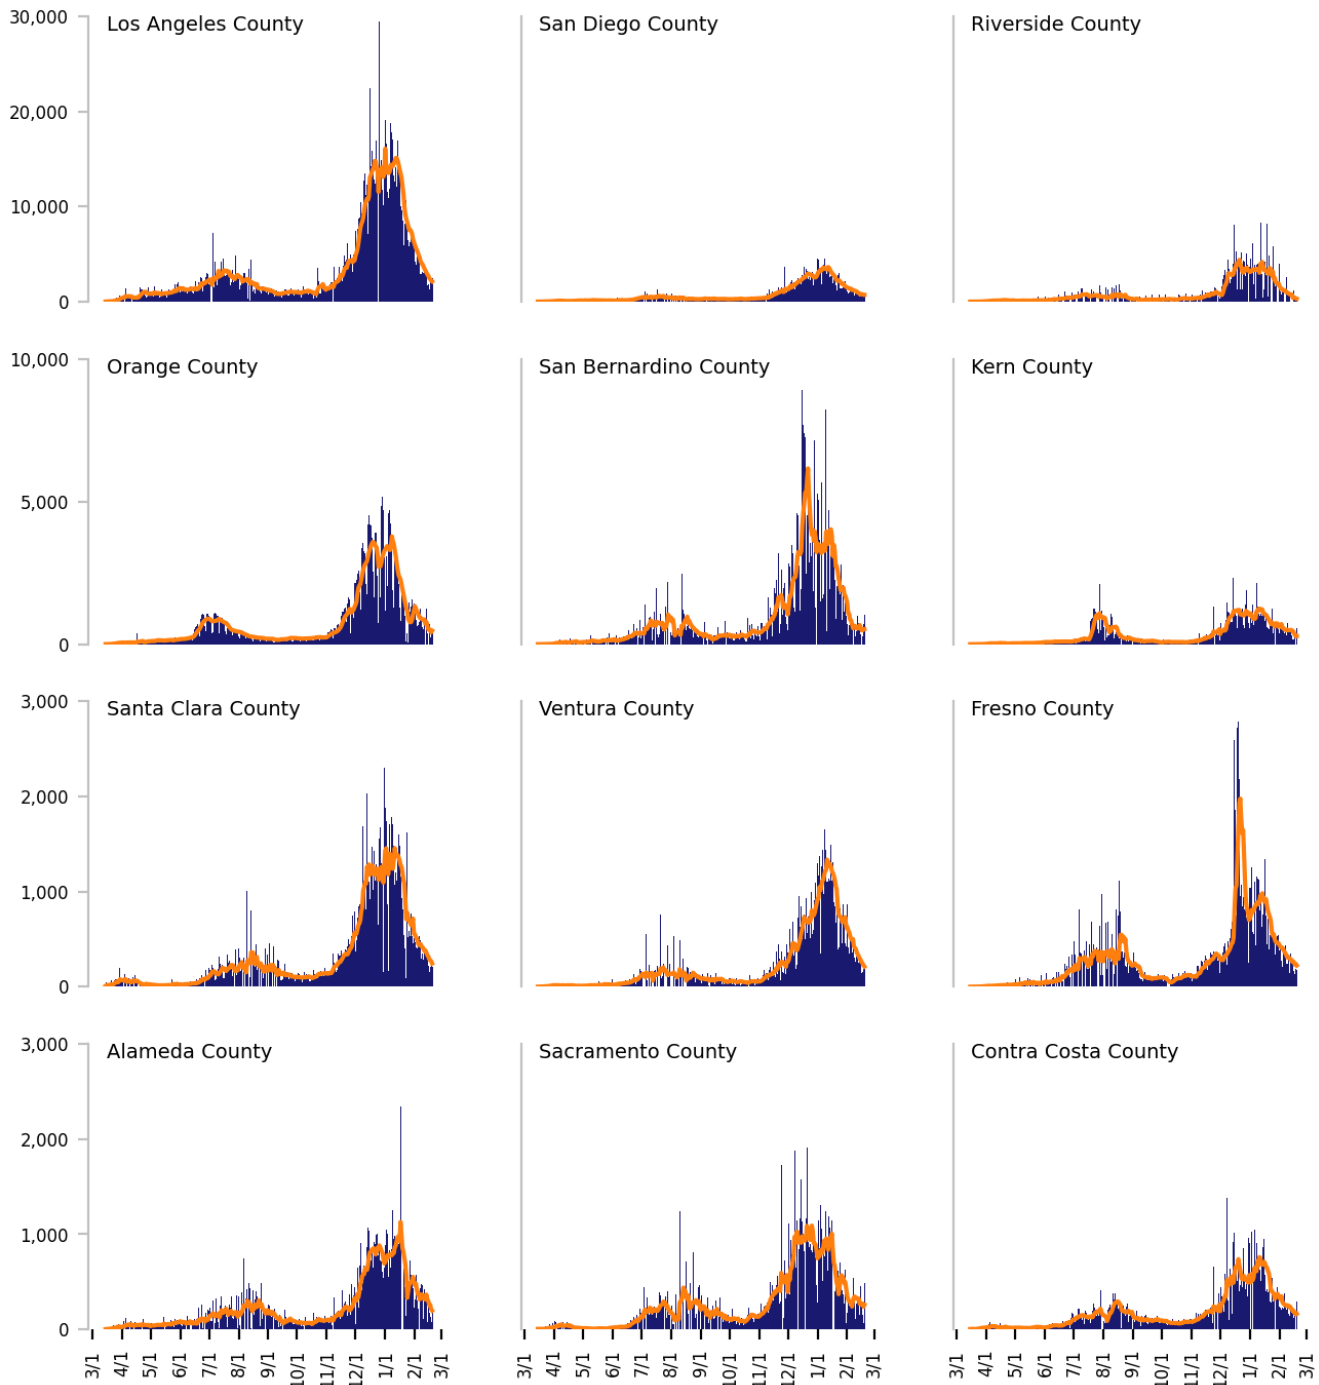 30,000
Los Angeles County
San Diego County
Riverside County
20,000
10,000
0
10,000
Orange County
San Bernardino County
Kern County
5,000
0
3,000
Santa Clara County
Ventura County
Fresno County
2,000
1,000
0
3,000
Alameda County
Sacramento County
Contra Costa County
2,000
1,000
0
3/1 4/1 5/1 6/1 7/1 8/1 9/1 10/1 11/1 12/1 1/1 2/1 3/1
3/1 4/1 5/1 6/1 7/1 8/1 9/1 10/1 11/1 12/1 1/1 2/1 3/1
3/1 4/1 5/1 6/1 7/1 8/1 9/1 10/1 11/1 12/1 1/1 2/1 3/1